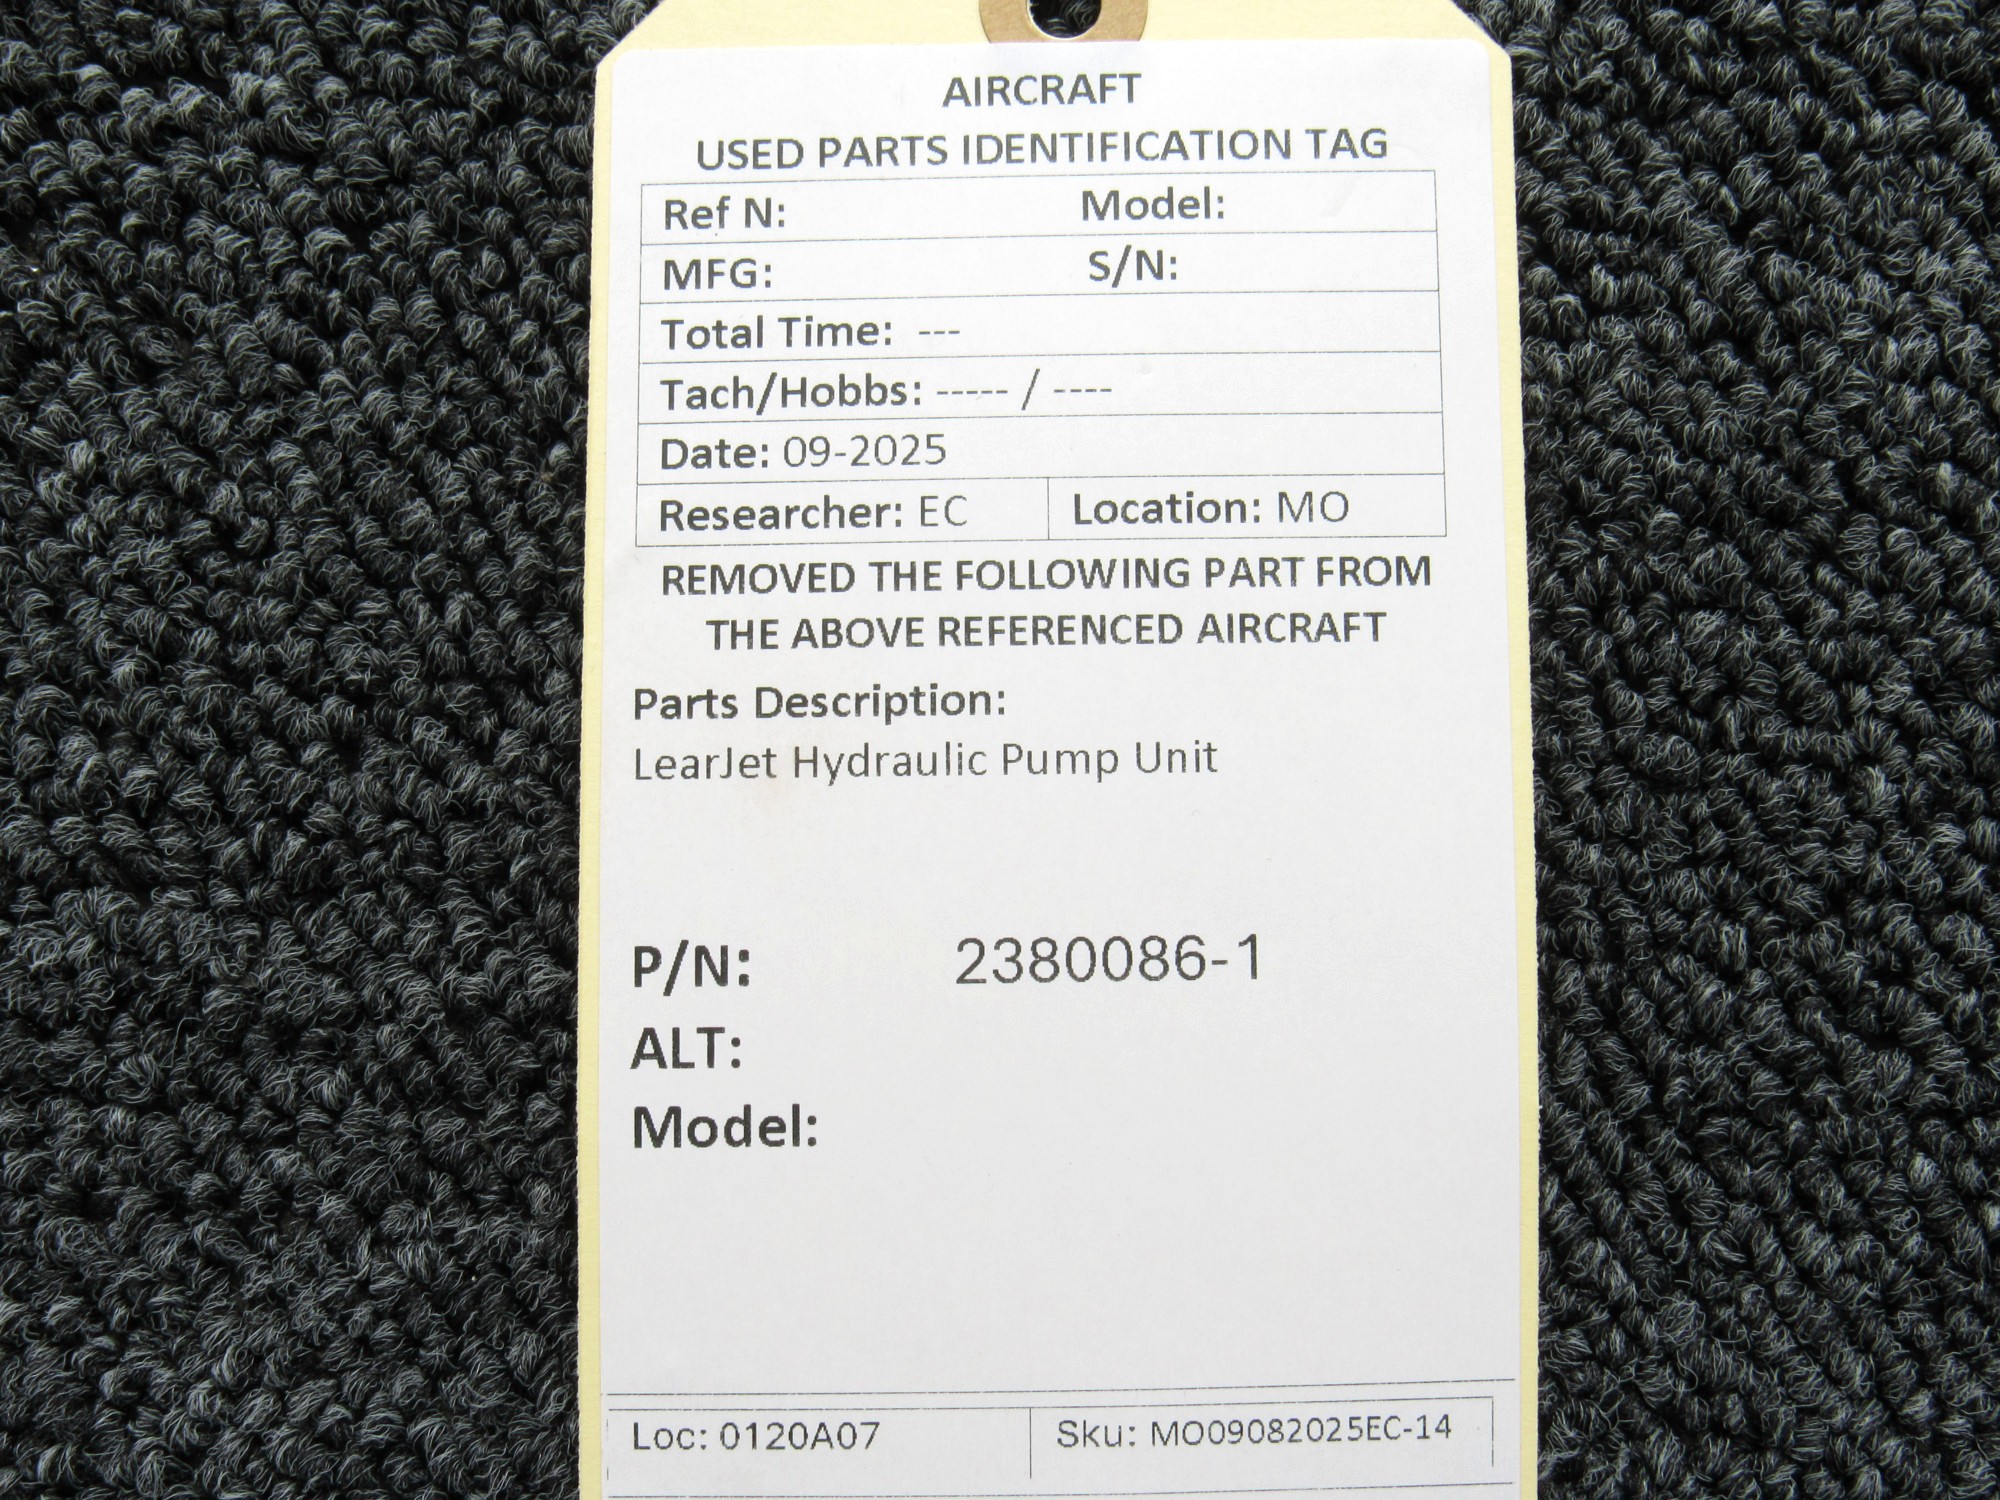 AIRCRAFT
USED PARTS IDENTIFICATION TAG
Ref N: Model:
MFG: S/N:
Total Time: ---
Tach/Hobbs: ----- / ----
Date: 09-2025
Researcher: EC Location: MO
REMOVED THE FOLLOWING PART FROM
THE ABOVE REFERENCED AIRCRAFT
Parts Description:
LearJet Hydraulic Pump Unit
P/N: 2380086-1
ALT:
Model:
Loc: 0120A07 Sku: MO09082025EC-14